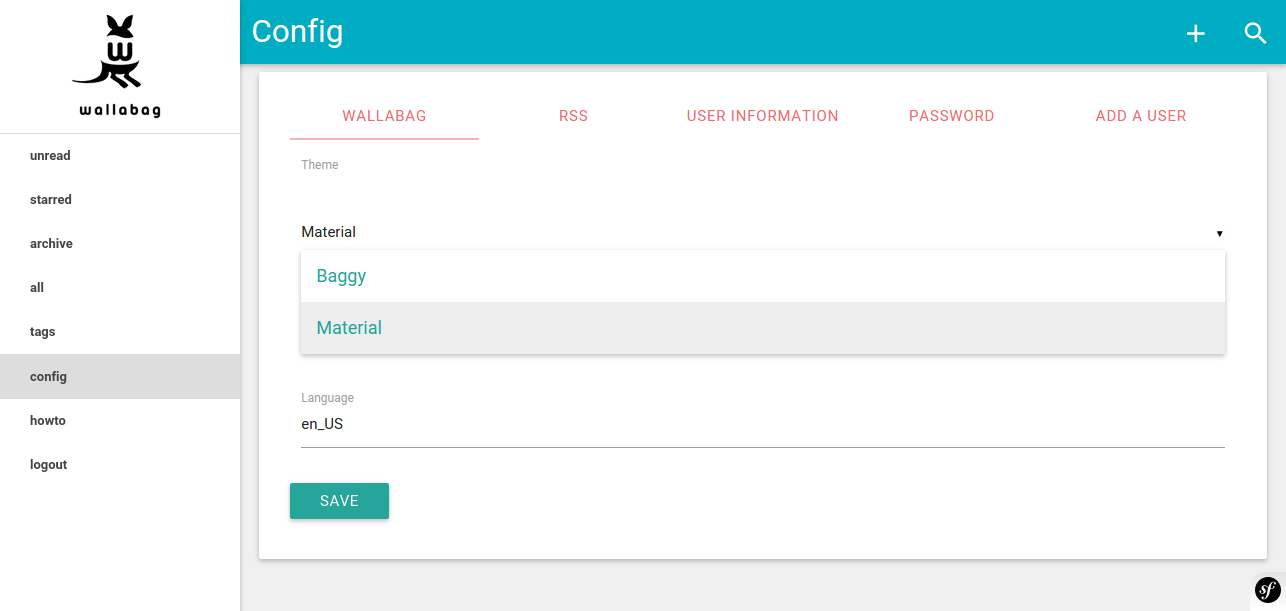 wallabag
unread
starred
archive
all
tags
config
howto
logout
Config
WALLABAG RSS USER INFORMATION PASSWORD ADD A USER
Theme
Material
Baggy
Material
Language
en_US
SAVE
sf